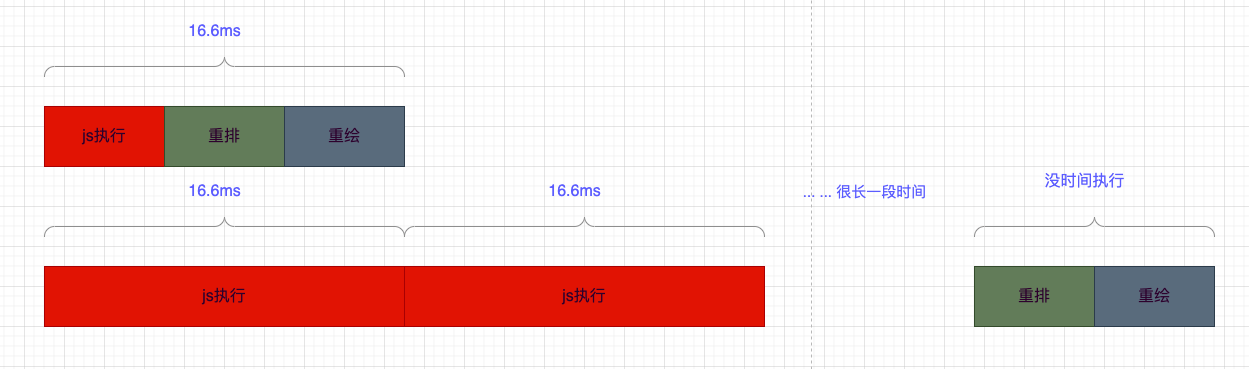 16.6ms
js执行
重排
重绘
16.6ms
16.6ms
... ... 很长一段时间
没时间执行
js执行
js执行
重排
重绘